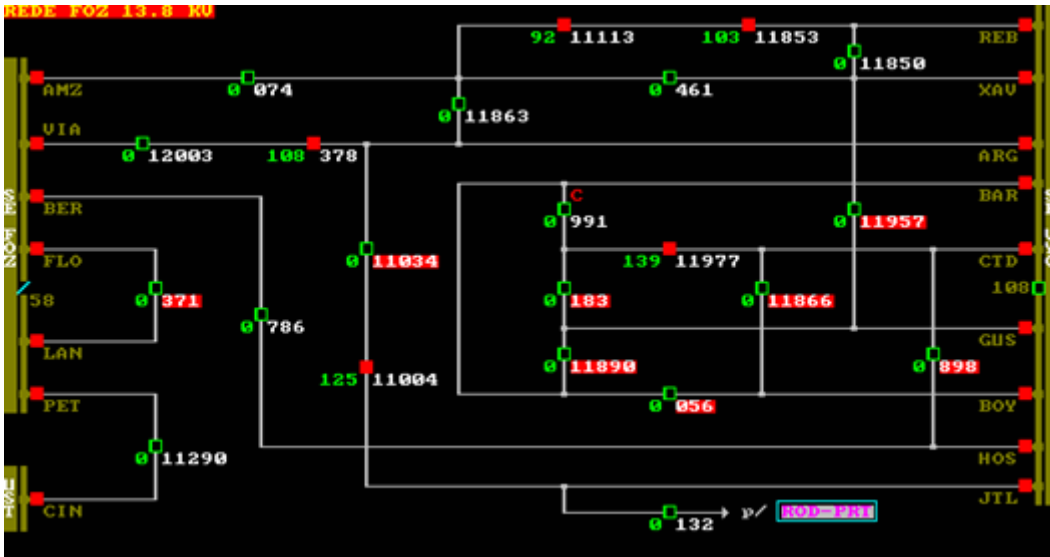 REDE FOZ 13.8 KV
92 11113 103 11853 REB
0 11850
AMZ 0 074 0 461 XAV
0 11863
VIA
0 12003 108 378 ARG
BER BAR
C
0 991 0 11957
FLO 0 11034 139 11977 CTD
58 0 371 0 183 0 11866 108
0 786 GUS
LAN 0 11890 0 898
125 11004
PET 0 056 BOY
0 11290 HOS
CIN JTL
0 132 p/ ROD-PRT
SE FOZ